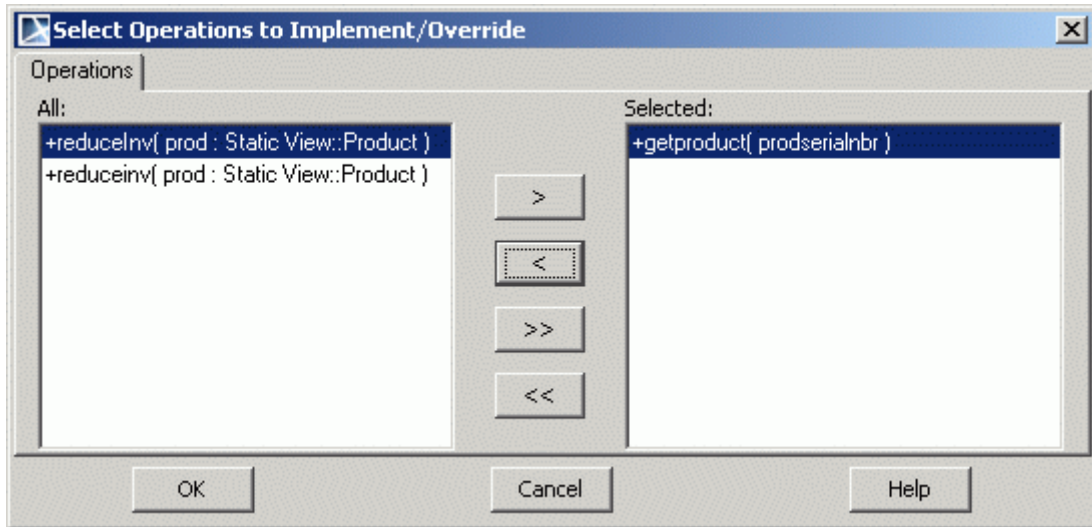 Select Operations to Implement/Override
Operations
All:
+reduceInv( prod : Static View::Product )
+reduceinv( prod : Static View::Product )
>
<
>>
<<
Selected:
+getproduct( prodserialnbr )
OK
Cancel
Help